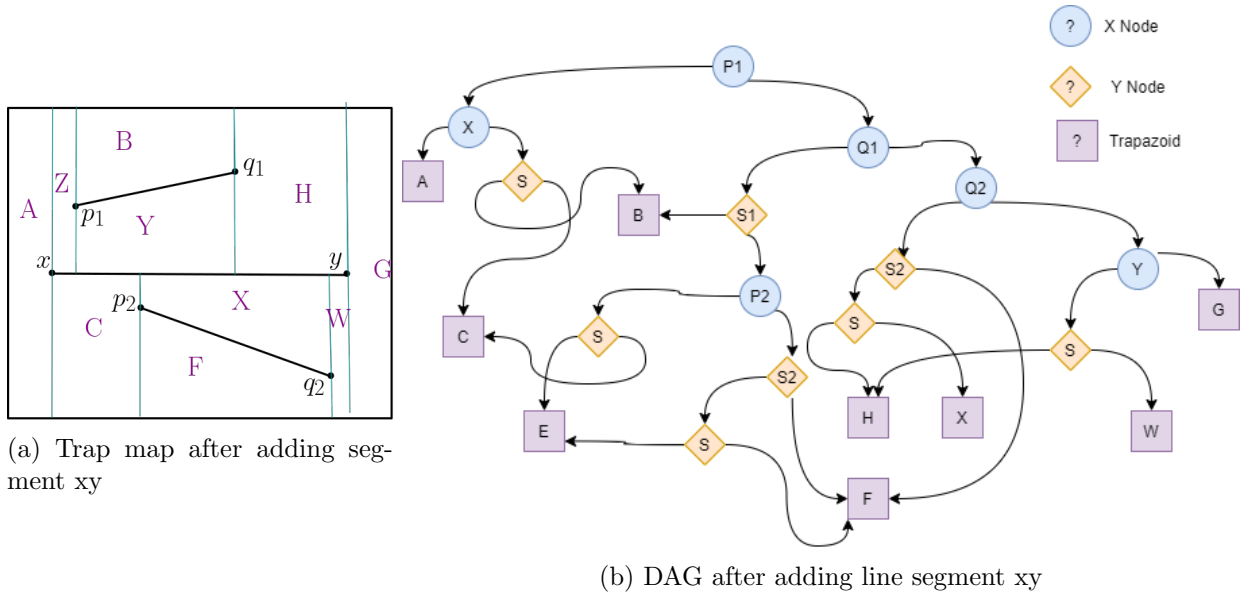 B
Z
A
p₁
q₁
H
Y
x
y
G
p₂
X
W
C
F
q₂
(a) Trap map after adding seg-
ment xy
? X Node
P1
? Y Node
X
Q1
? Trapazoid
A
S
Q2
B
S1
S2
Y
P2
G
C
S
S
S
S2
E
H
X
W
S
F
(b) DAG after adding line segment xy